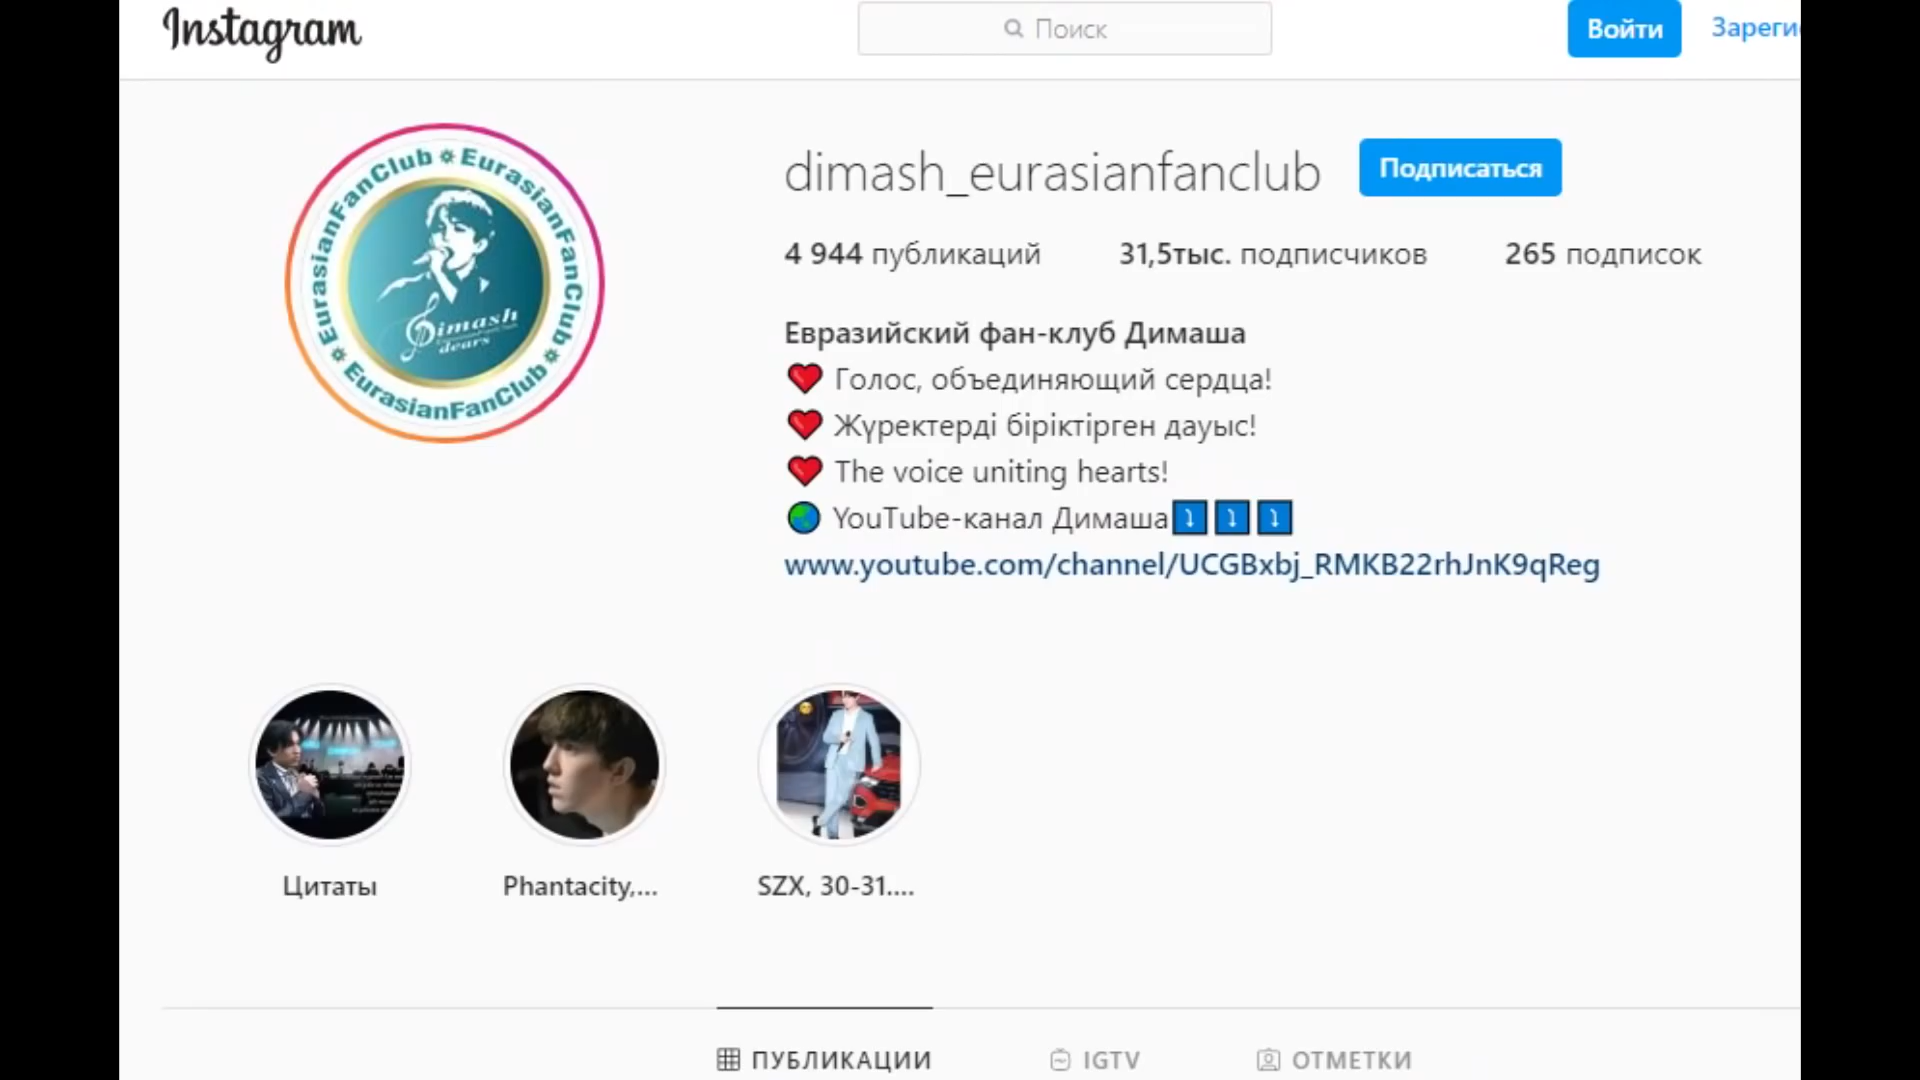 Instagram
Поиск
Войти
Зареги
EurasianFanClub EurasianFanClub EurasianFanClub
Dimash
dears
dimash_eurasianfanclub
Подписаться
4 944 публикаций
31,5тыс. подписчиков
265 подписок
Евразийский фан-клуб Димаша
❤️ Голос, объединяющий сердца!
❤️ Жүректерді біріктірген дауыс!
❤️ The voice uniting hearts!
🌏 YouTube-канал Димаша⤵️⤵️⤵️
www.youtube.com/channel/UCGBxbj_RMKB22rhJnK9qReg
Цитаты
Phantacity,...
SZX, 30-31....
ПУБЛИКАЦИИ
IGTV
ОТМЕТКИ